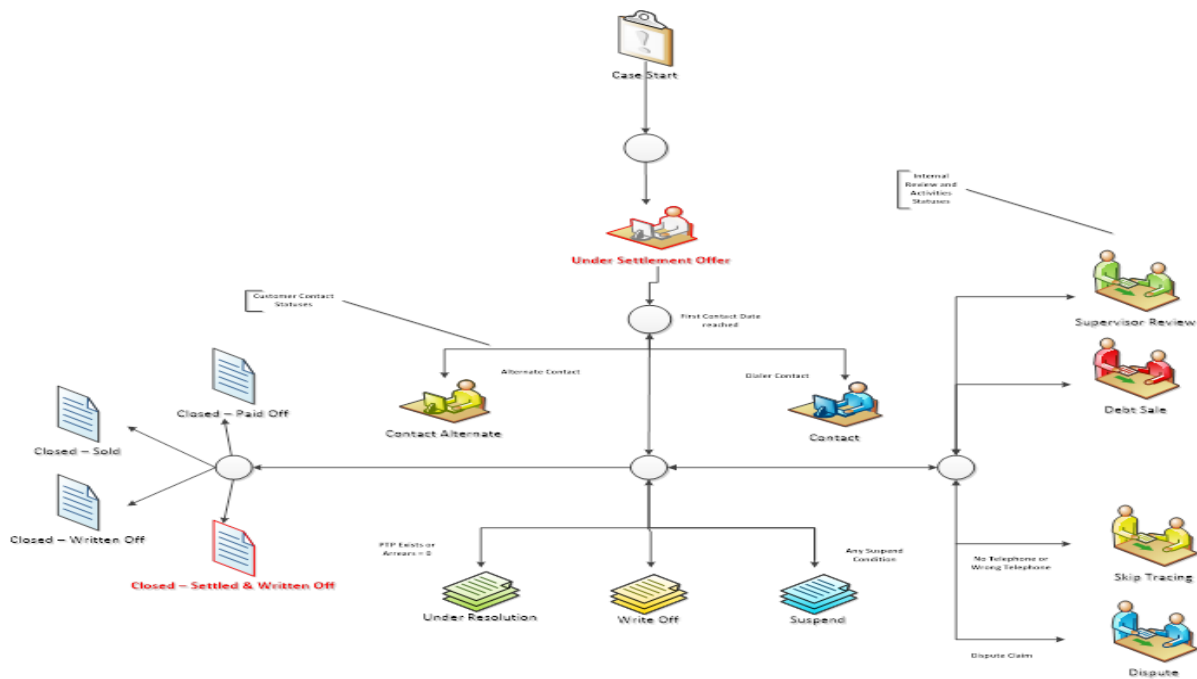 Case Start
Internal
Review and
Activities
Statuses
Under Settlement Offer
Customer Contact
Statuses
First Contact Date
reached
Supervisor Review
Alternate Contact
Dialer Contact
Closed – Paid Off
Debt Sale
Contact Alternate
Contact
Closed – Sold
Closed – Written Off
PTP Exists or
Arrears = 0
Any Suspend
Condition
No Telephone or
Wrong Telephone
Closed – Settled & Written Off
Skip Tracing
Under Resolution
Write Off
Suspend
Dispute Claim
Dispute